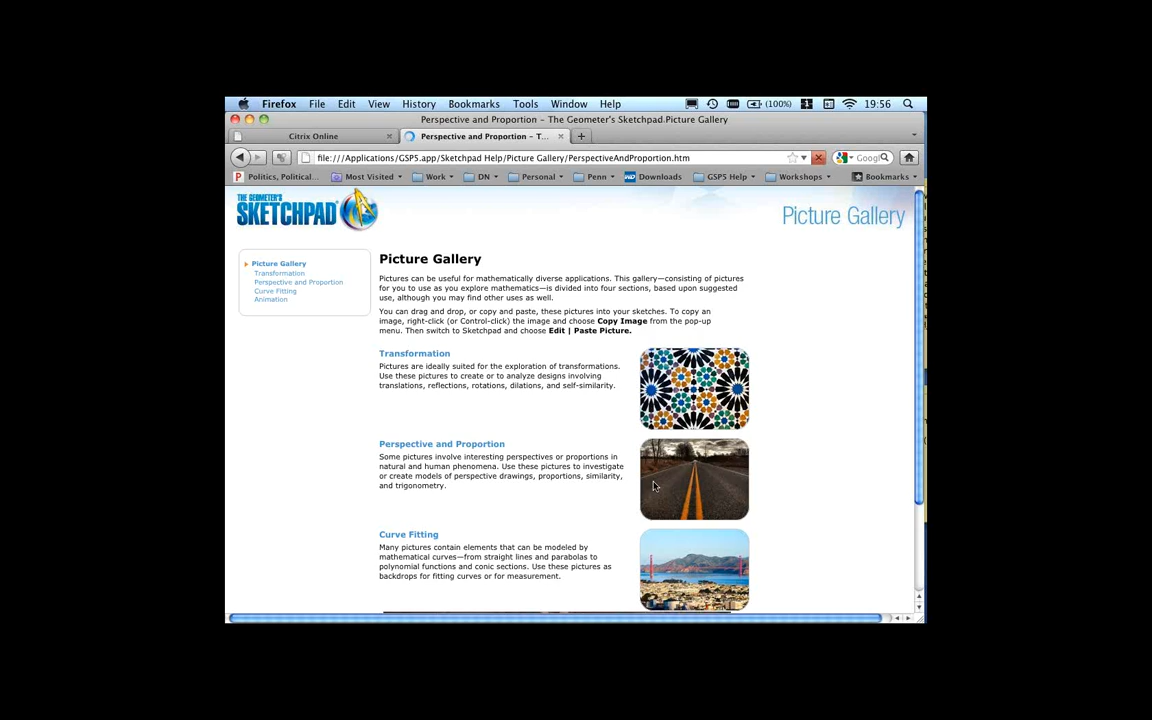 Firefox File Edit View History Bookmarks Tools Window Help (100%) 1 19:56
Perspective and Proportion – The Geometer's Sketchpad.Picture Gallery
Citrix Online
Perspective and Proportion – T...
file:///Applications/GSP5.app/Sketchpad Help/Picture Gallery/PerspectiveAndProportion.htm
Politics, Political... Most Visited Work DN Personal Penn Downloads GSP5 Help Workshops Bookmarks
THE GEOMETER'S
SKETCHPAD
Picture Gallery
Picture Gallery
Transformation
Perspective and Proportion
Curve Fitting
Animation
Picture Gallery
Pictures can be useful for mathematically diverse applications. This gallery—consisting of pictures
for you to use as you explore mathematics—is divided into four sections, based upon suggested
use, although you may find other uses as well.
You can drag and drop, or copy and paste, these pictures into your sketches. To copy an
image, right-click (or Control-click) the image and choose Copy Image from the pop-up
menu. Then switch to Sketchpad and choose Edit | Paste Picture.
Transformation
Pictures are ideally suited for the exploration of transformations.
Use these pictures to create or to analyze designs involving
translations, reflections, rotations, dilations, and self-similarity.
Perspective and Proportion
Some pictures involve interesting perspectives or proportions in
natural and human phenomena. Use these pictures to investigate
or create models of perspective drawings, proportions, similarity,
and trigonometry.
Curve Fitting
Many pictures contain elements that can be modeled by
mathematical curves—from straight lines and parabolas to
polynomial functions and conic sections. Use these pictures as
backdrops for fitting curves or for measurement.